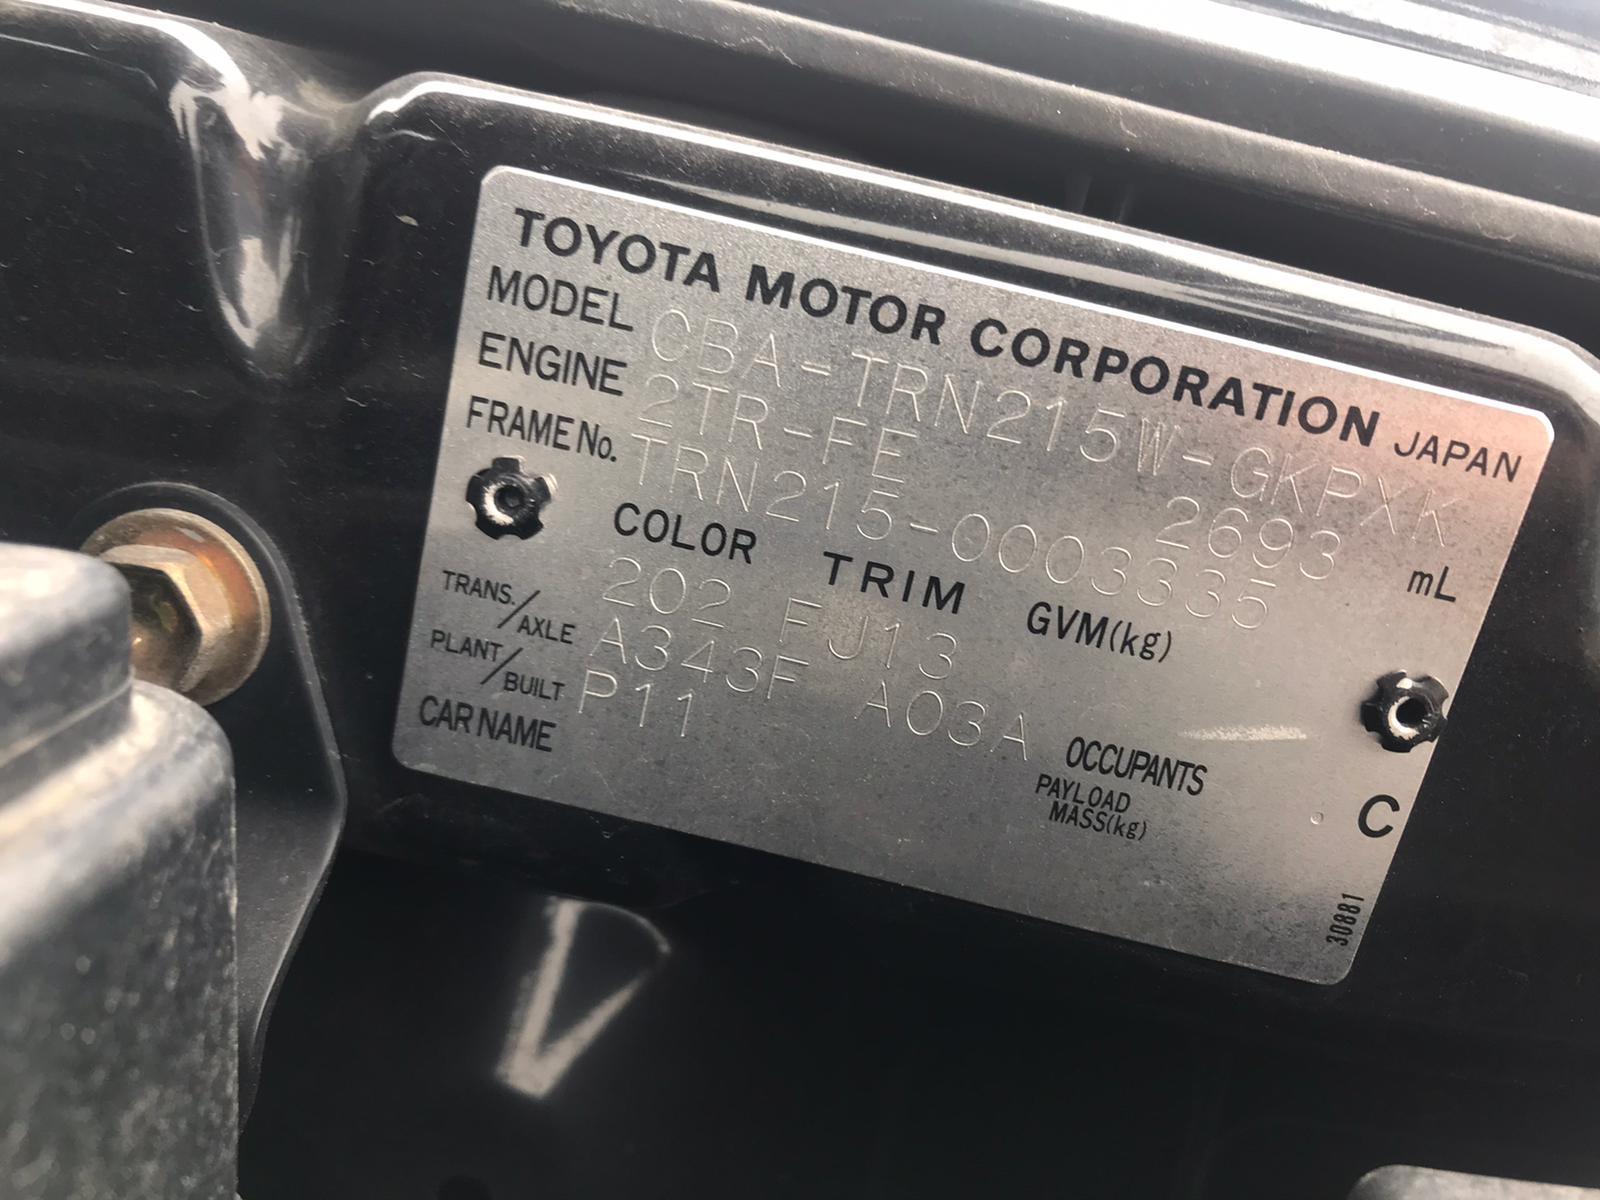 TOYOTA MOTOR CORPORATION JAPAN
MODEL CBA-TRN215W-GKPXK
ENGINE 2TR-FE 2693 mL
FRAME No. TRN215-0003335
COLOR TRIM GVM(kg)
202 FJ13
TRANS./AXLE A343F A03A
PLANT/BUILT P11
OCCUPANTS
CAR NAME
PAYLOAD
MASS(kg)
C
30881